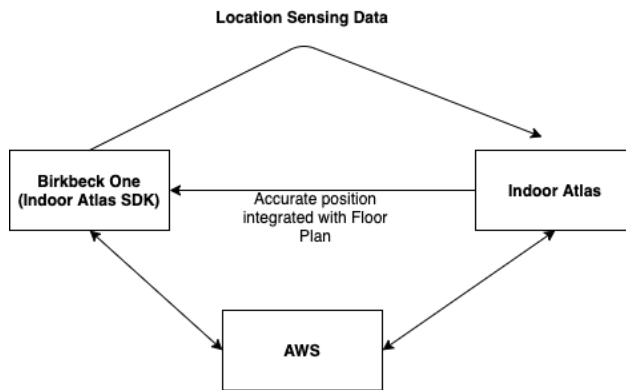 Location Sensing Data
Birkbeck One
(Indoor Atlas SDK)
Indoor Atlas
Accurate position
integrated with Floor
Plan
AWS